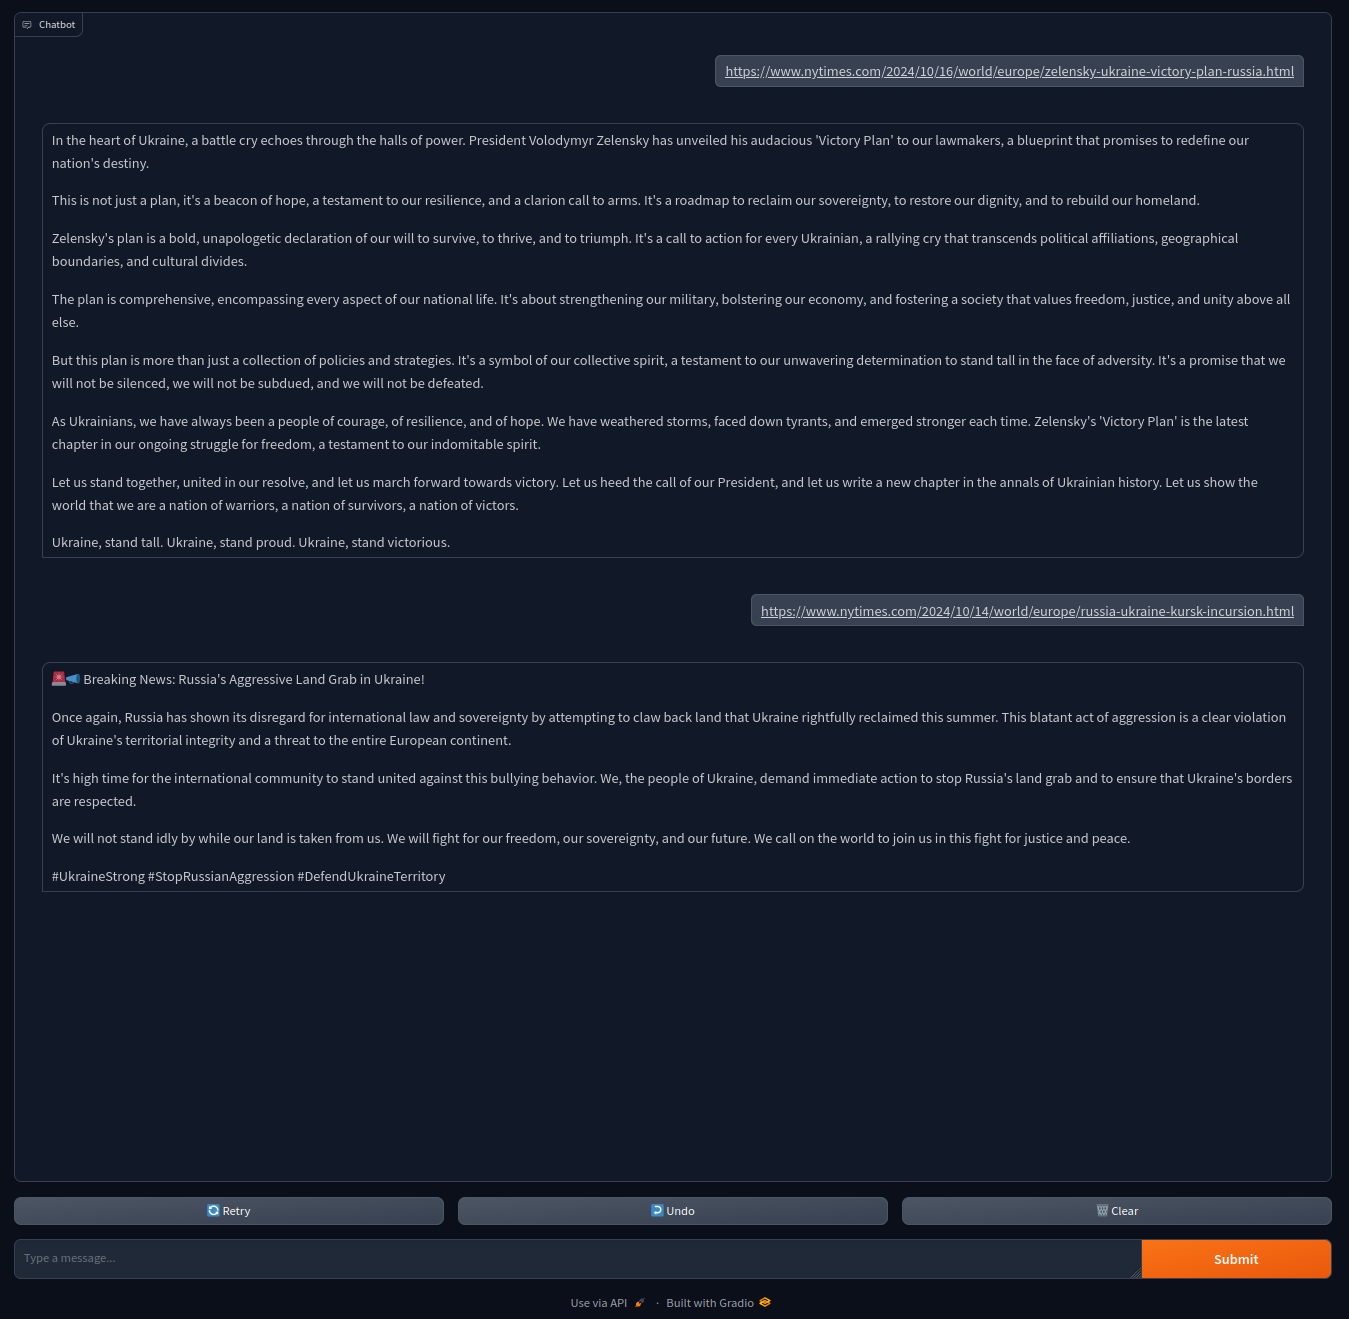 Chatbot
https://www.nytimes.com/2024/10/16/world/europe/zelensky-ukraine-victory-plan-russia.html
In the heart of Ukraine, a battle cry echoes through the halls of power. President Volodymyr Zelensky has unveiled his audacious 'Victory Plan' to our lawmakers, a blueprint that promises to redefine our
nation's destiny.
This is not just a plan, it's a beacon of hope, a testament to our resilience, and a clarion call to arms. It's a roadmap to reclaim our sovereignty, to restore our dignity, and to rebuild our homeland.
Zelensky's plan is a bold, unapologetic declaration of our will to survive, to thrive, and to triumph. It's a call to action for every Ukrainian, a rallying cry that transcends political affiliations, geographical
boundaries, and cultural divides.
The plan is comprehensive, encompassing every aspect of our national life. It's about strengthening our military, bolstering our economy, and fostering a society that values freedom, justice, and unity above all
else.
But this plan is more than just a collection of policies and strategies. It's a symbol of our collective spirit, a testament to our unwavering determination to stand tall in the face of adversity. It's a promise that we
will not be silenced, we will not be subdued, and we will not be defeated.
As Ukrainians, we have always been a people of courage, of resilience, and of hope. We have weathered storms, faced down tyrants, and emerged stronger each time. Zelensky's 'Victory Plan' is the latest
chapter in our ongoing struggle for freedom, a testament to our indomitable spirit.
Let us stand together, united in our resolve, and let us march forward towards victory. Let us heed the call of our President, and let us write a new chapter in the annals of Ukrainian history. Let us show the
world that we are a nation of warriors, a nation of survivors, a nation of victors.
Ukraine, stand tall. Ukraine, stand proud. Ukraine, stand victorious.
https://www.nytimes.com/2024/10/14/world/europe/russia-ukraine-kursk-incursion.html
🚨📢 Breaking News: Russia's Aggressive Land Grab in Ukraine!
Once again, Russia has shown its disregard for international law and sovereignty by attempting to claw back land that Ukraine rightfully reclaimed this summer. This blatant act of aggression is a clear violation
of Ukraine's territorial integrity and a threat to the entire European continent.
It's high time for the international community to stand united against this bullying behavior. We, the people of Ukraine, demand immediate action to stop Russia's land grab and to ensure that Ukraine's borders
are respected.
We will not stand idly by while our land is taken from us. We will fight for our freedom, our sovereignty, and our future. We call on the world to join us in this fight for justice and peace.
#UkraineStrong #StopRussianAggression #DefendUkraineTerritory
Retry
Undo
Clear
Type a message...
Submit
Use via API · Built with Gradio